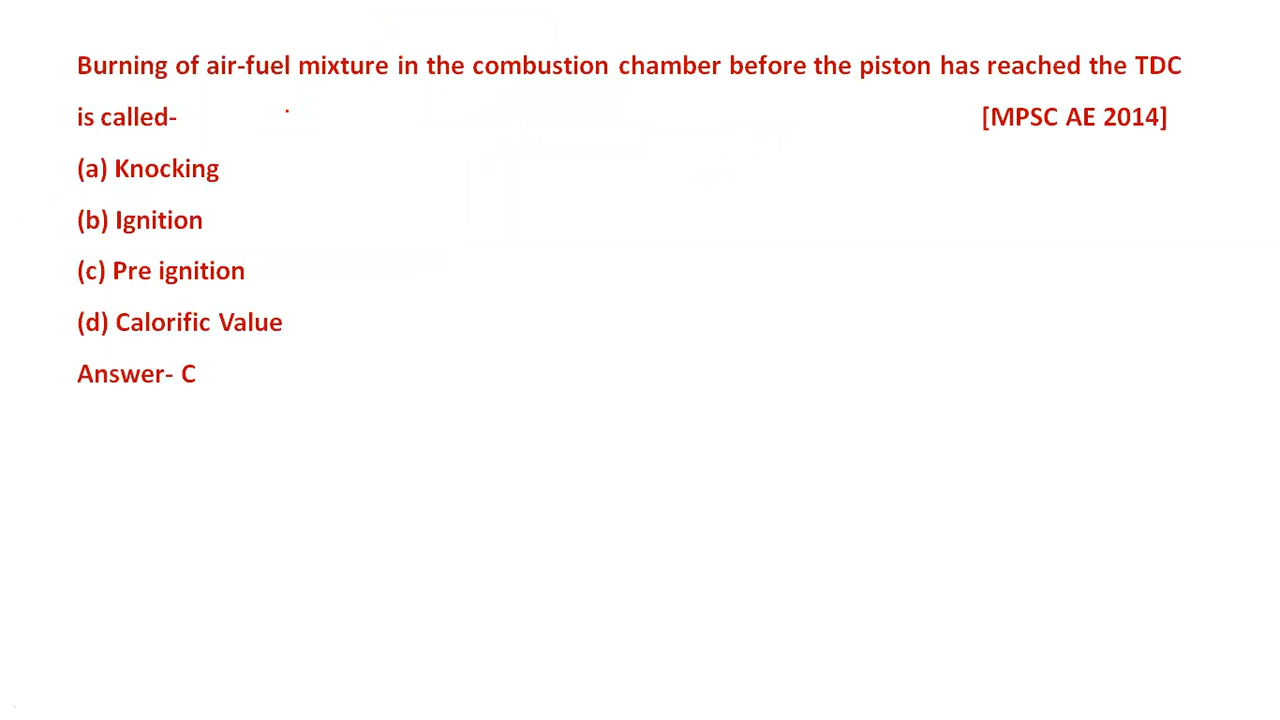 Burning of air-fuel mixture in the combustion chamber before the piston has reached the TDC
is called- [MPSC AE 2014]
(a) Knocking
(b) Ignition
(c) Pre ignition
(d) Calorific Value
Answer- C